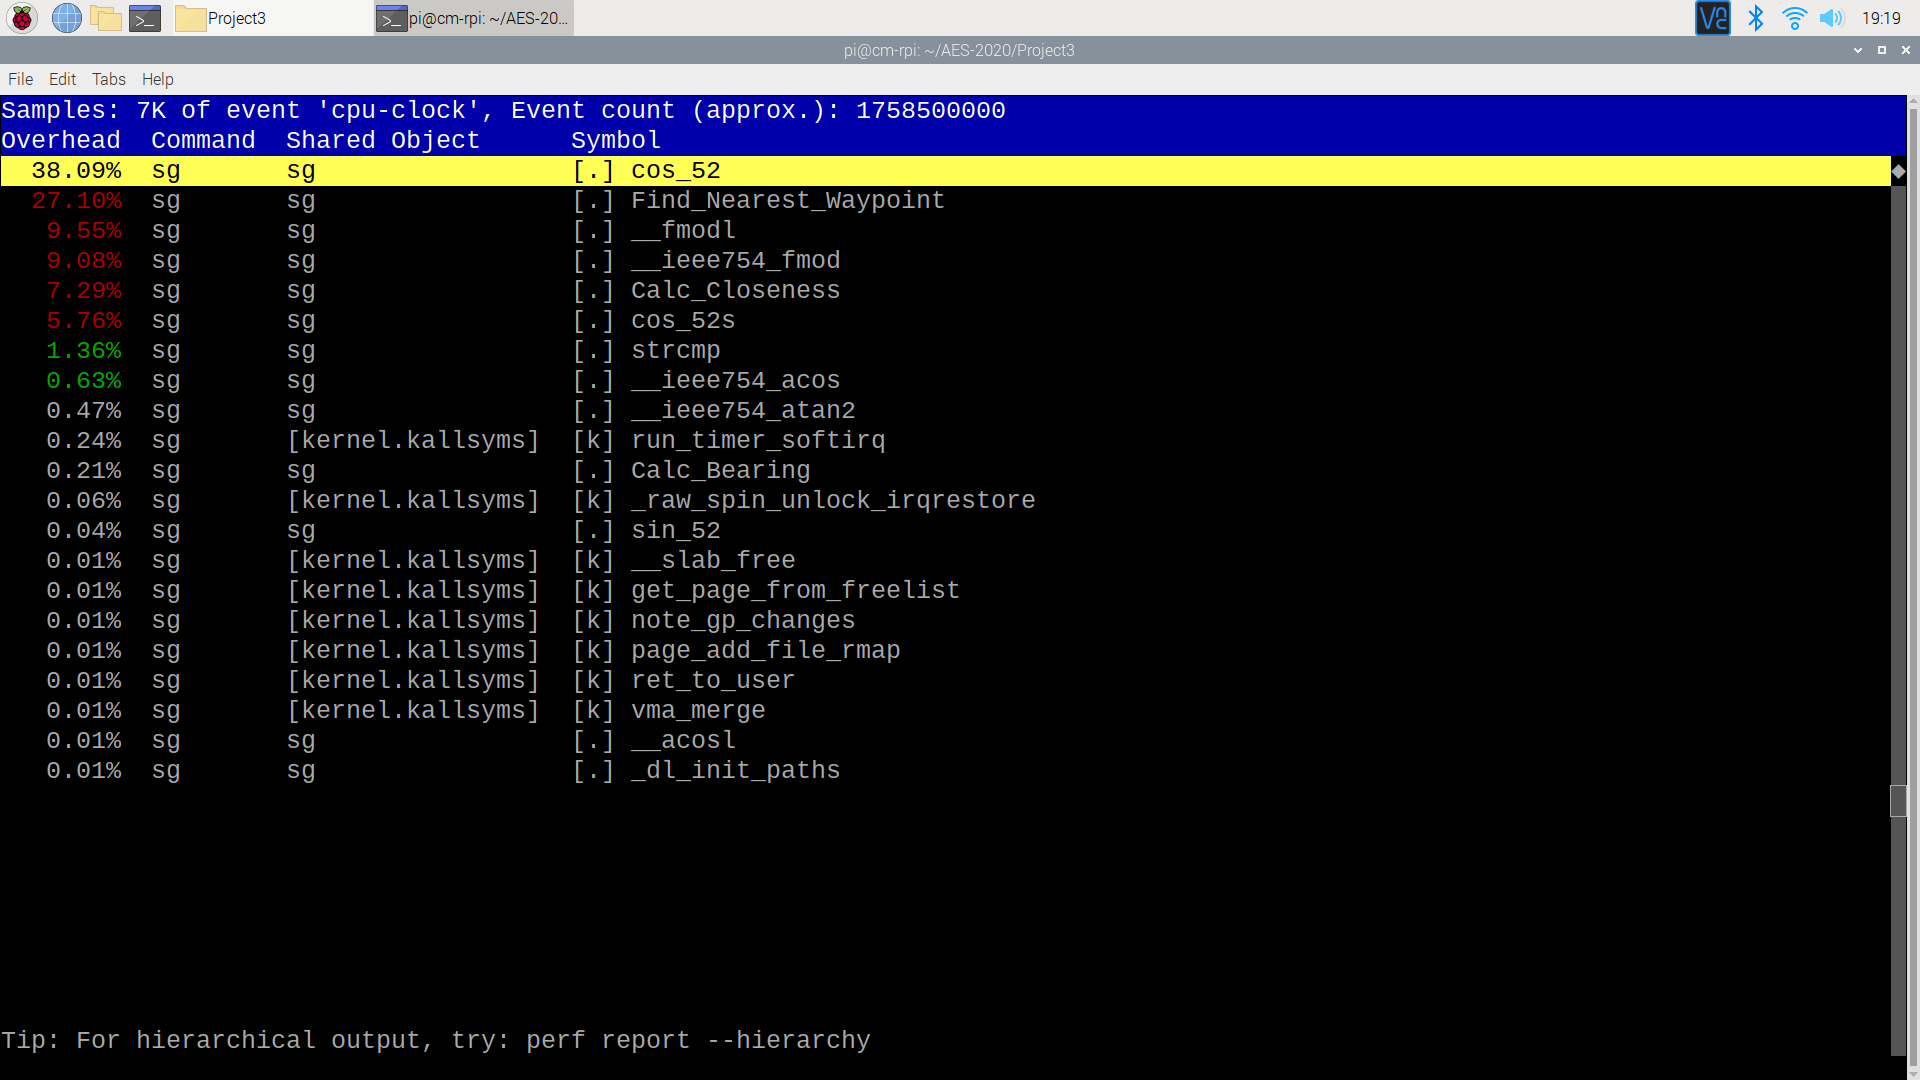 Project3
pi@cm-rpi: ~/AES-20...
19:19
pi@cm-rpi: ~/AES-2020/Project3
File Edit Tabs Help
Samples: 7K of event 'cpu-clock', Event count (approx.): 1758500000
Overhead  Command  Shared Object      Symbol
38.09%  sg       sg                 [.] cos_52
27.10%  sg       sg                 [.] Find_Nearest_Waypoint
9.55%  sg       sg                 [.] __fmodl
9.08%  sg       sg                 [.] __ieee754_fmod
7.29%  sg       sg                 [.] Calc_Closeness
5.76%  sg       sg                 [.] cos_52s
1.36%  sg       sg                 [.] strcmp
0.63%  sg       sg                 [.] __ieee754_acos
0.47%  sg       sg                 [.] __ieee754_atan2
0.24%  sg       [kernel.kallsyms]  [k] run_timer_softirq
0.21%  sg       sg                 [.] Calc_Bearing
0.06%  sg       [kernel.kallsyms]  [k] _raw_spin_unlock_irqrestore
0.04%  sg       sg                 [.] sin_52
0.01%  sg       [kernel.kallsyms]  [k] __slab_free
0.01%  sg       [kernel.kallsyms]  [k] get_page_from_freelist
0.01%  sg       [kernel.kallsyms]  [k] note_gp_changes
0.01%  sg       [kernel.kallsyms]  [k] page_add_file_rmap
0.01%  sg       [kernel.kallsyms]  [k] ret_to_user
0.01%  sg       [kernel.kallsyms]  [k] vma_merge
0.01%  sg       sg                 [.] __acosl
0.01%  sg       sg                 [.] _dl_init_paths
Tip: For hierarchical output, try: perf report --hierarchy